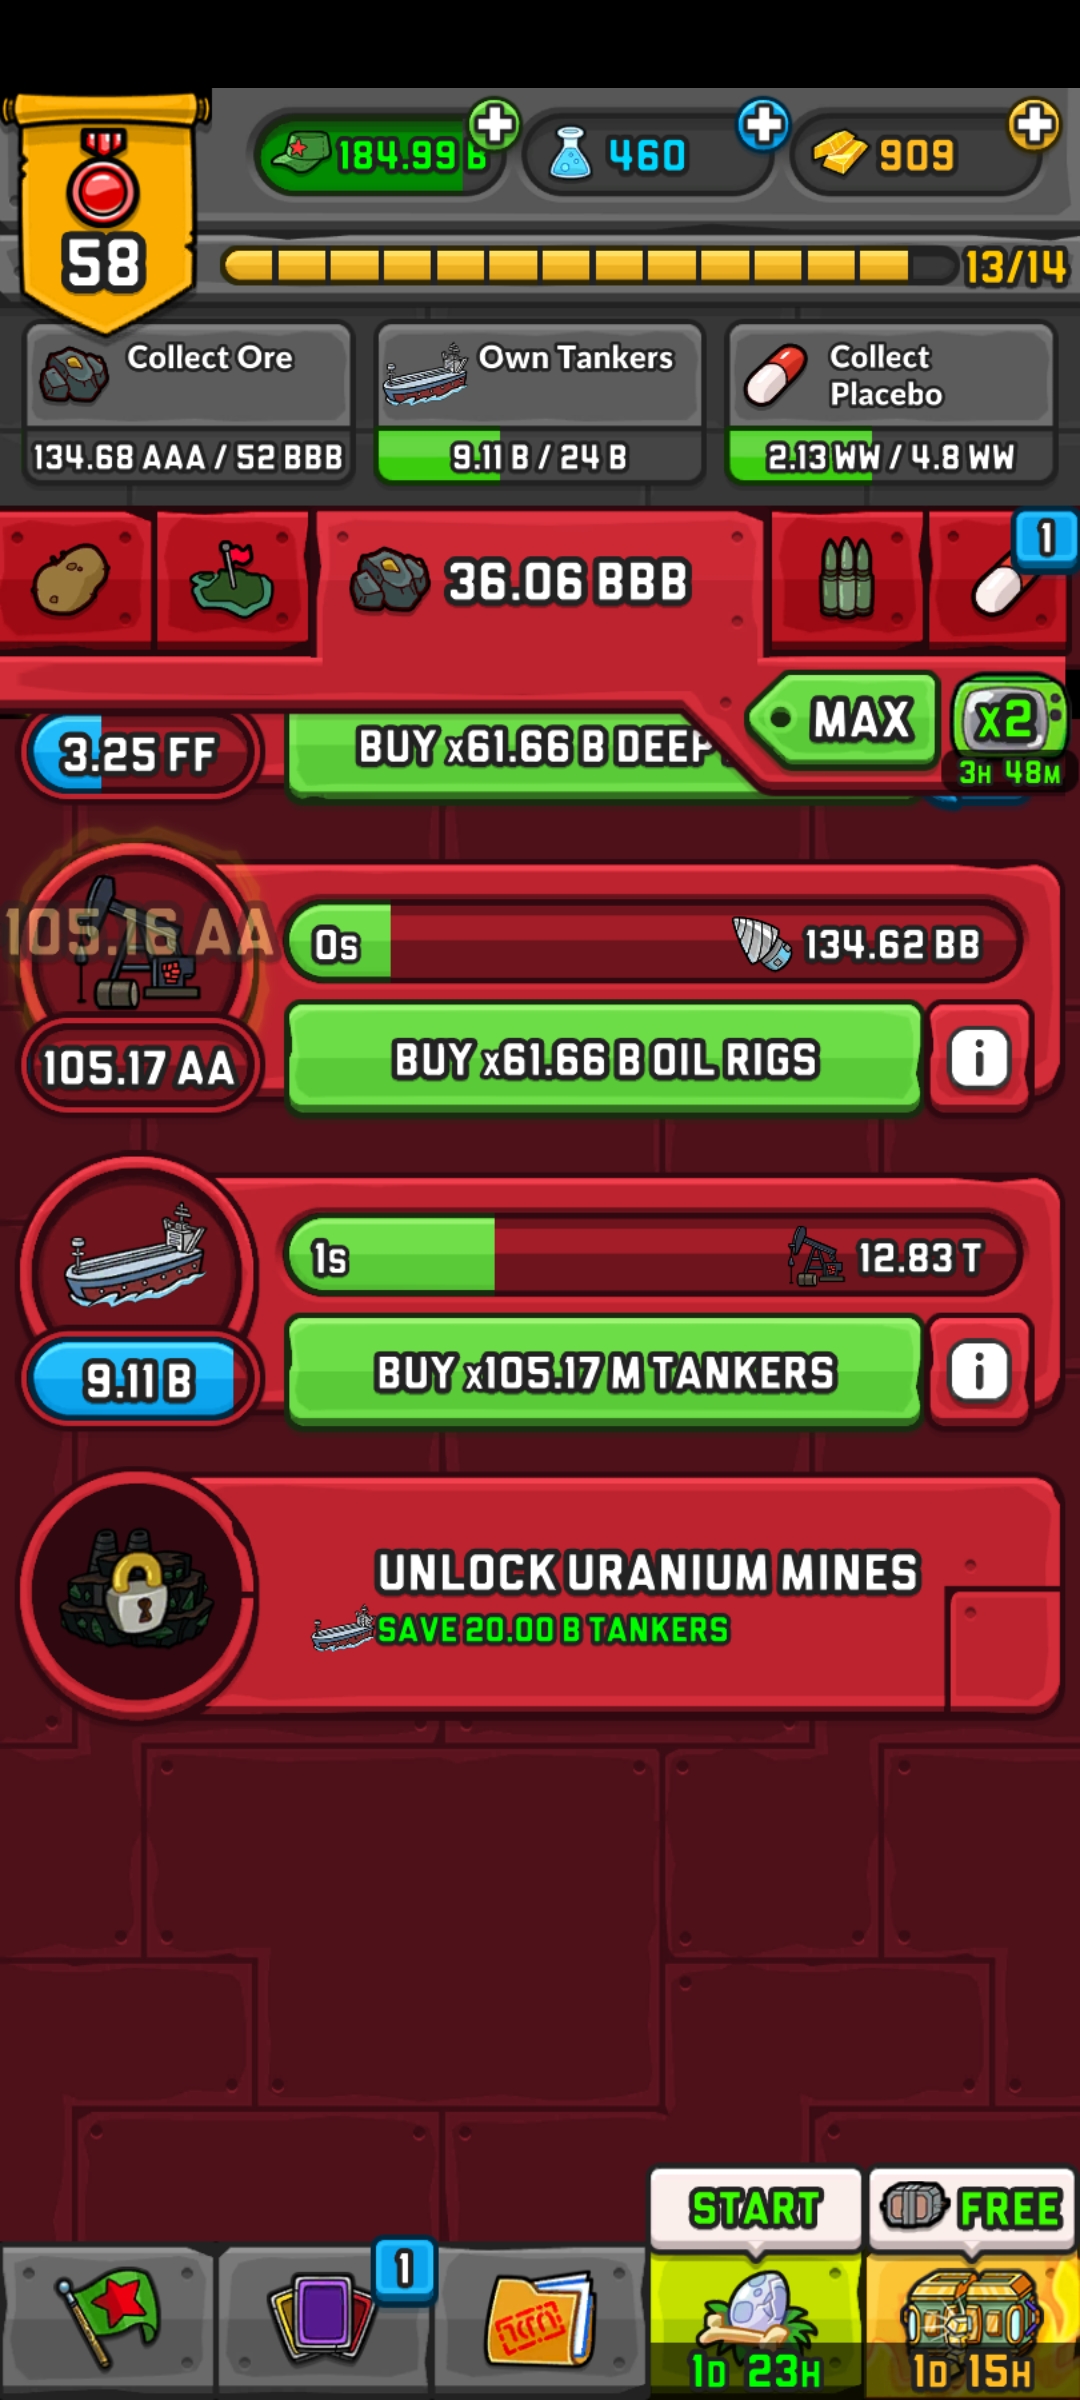 184.99 B
460
909
58
13/14
Collect Ore
134.68 AAA / 52 BBB
Own Tankers
9.11 B / 24 B
Collect
Placebo
2.13 WW / 4.8 WW
36.06 BBB
1
MAX
x2
3H 48M
3.25 FF
BUY x61.66 B DEEP
105.16 AA
0s
134.62 BB
105.17 AA
BUY x61.66 B OIL RIGS
i
1s
12.83 T
9.11 B
BUY x105.17 M TANKERS
i
UNLOCK URANIUM MINES
SAVE 20.00 B TANKERS
START
FREE
1
1D 23H
1D 15H